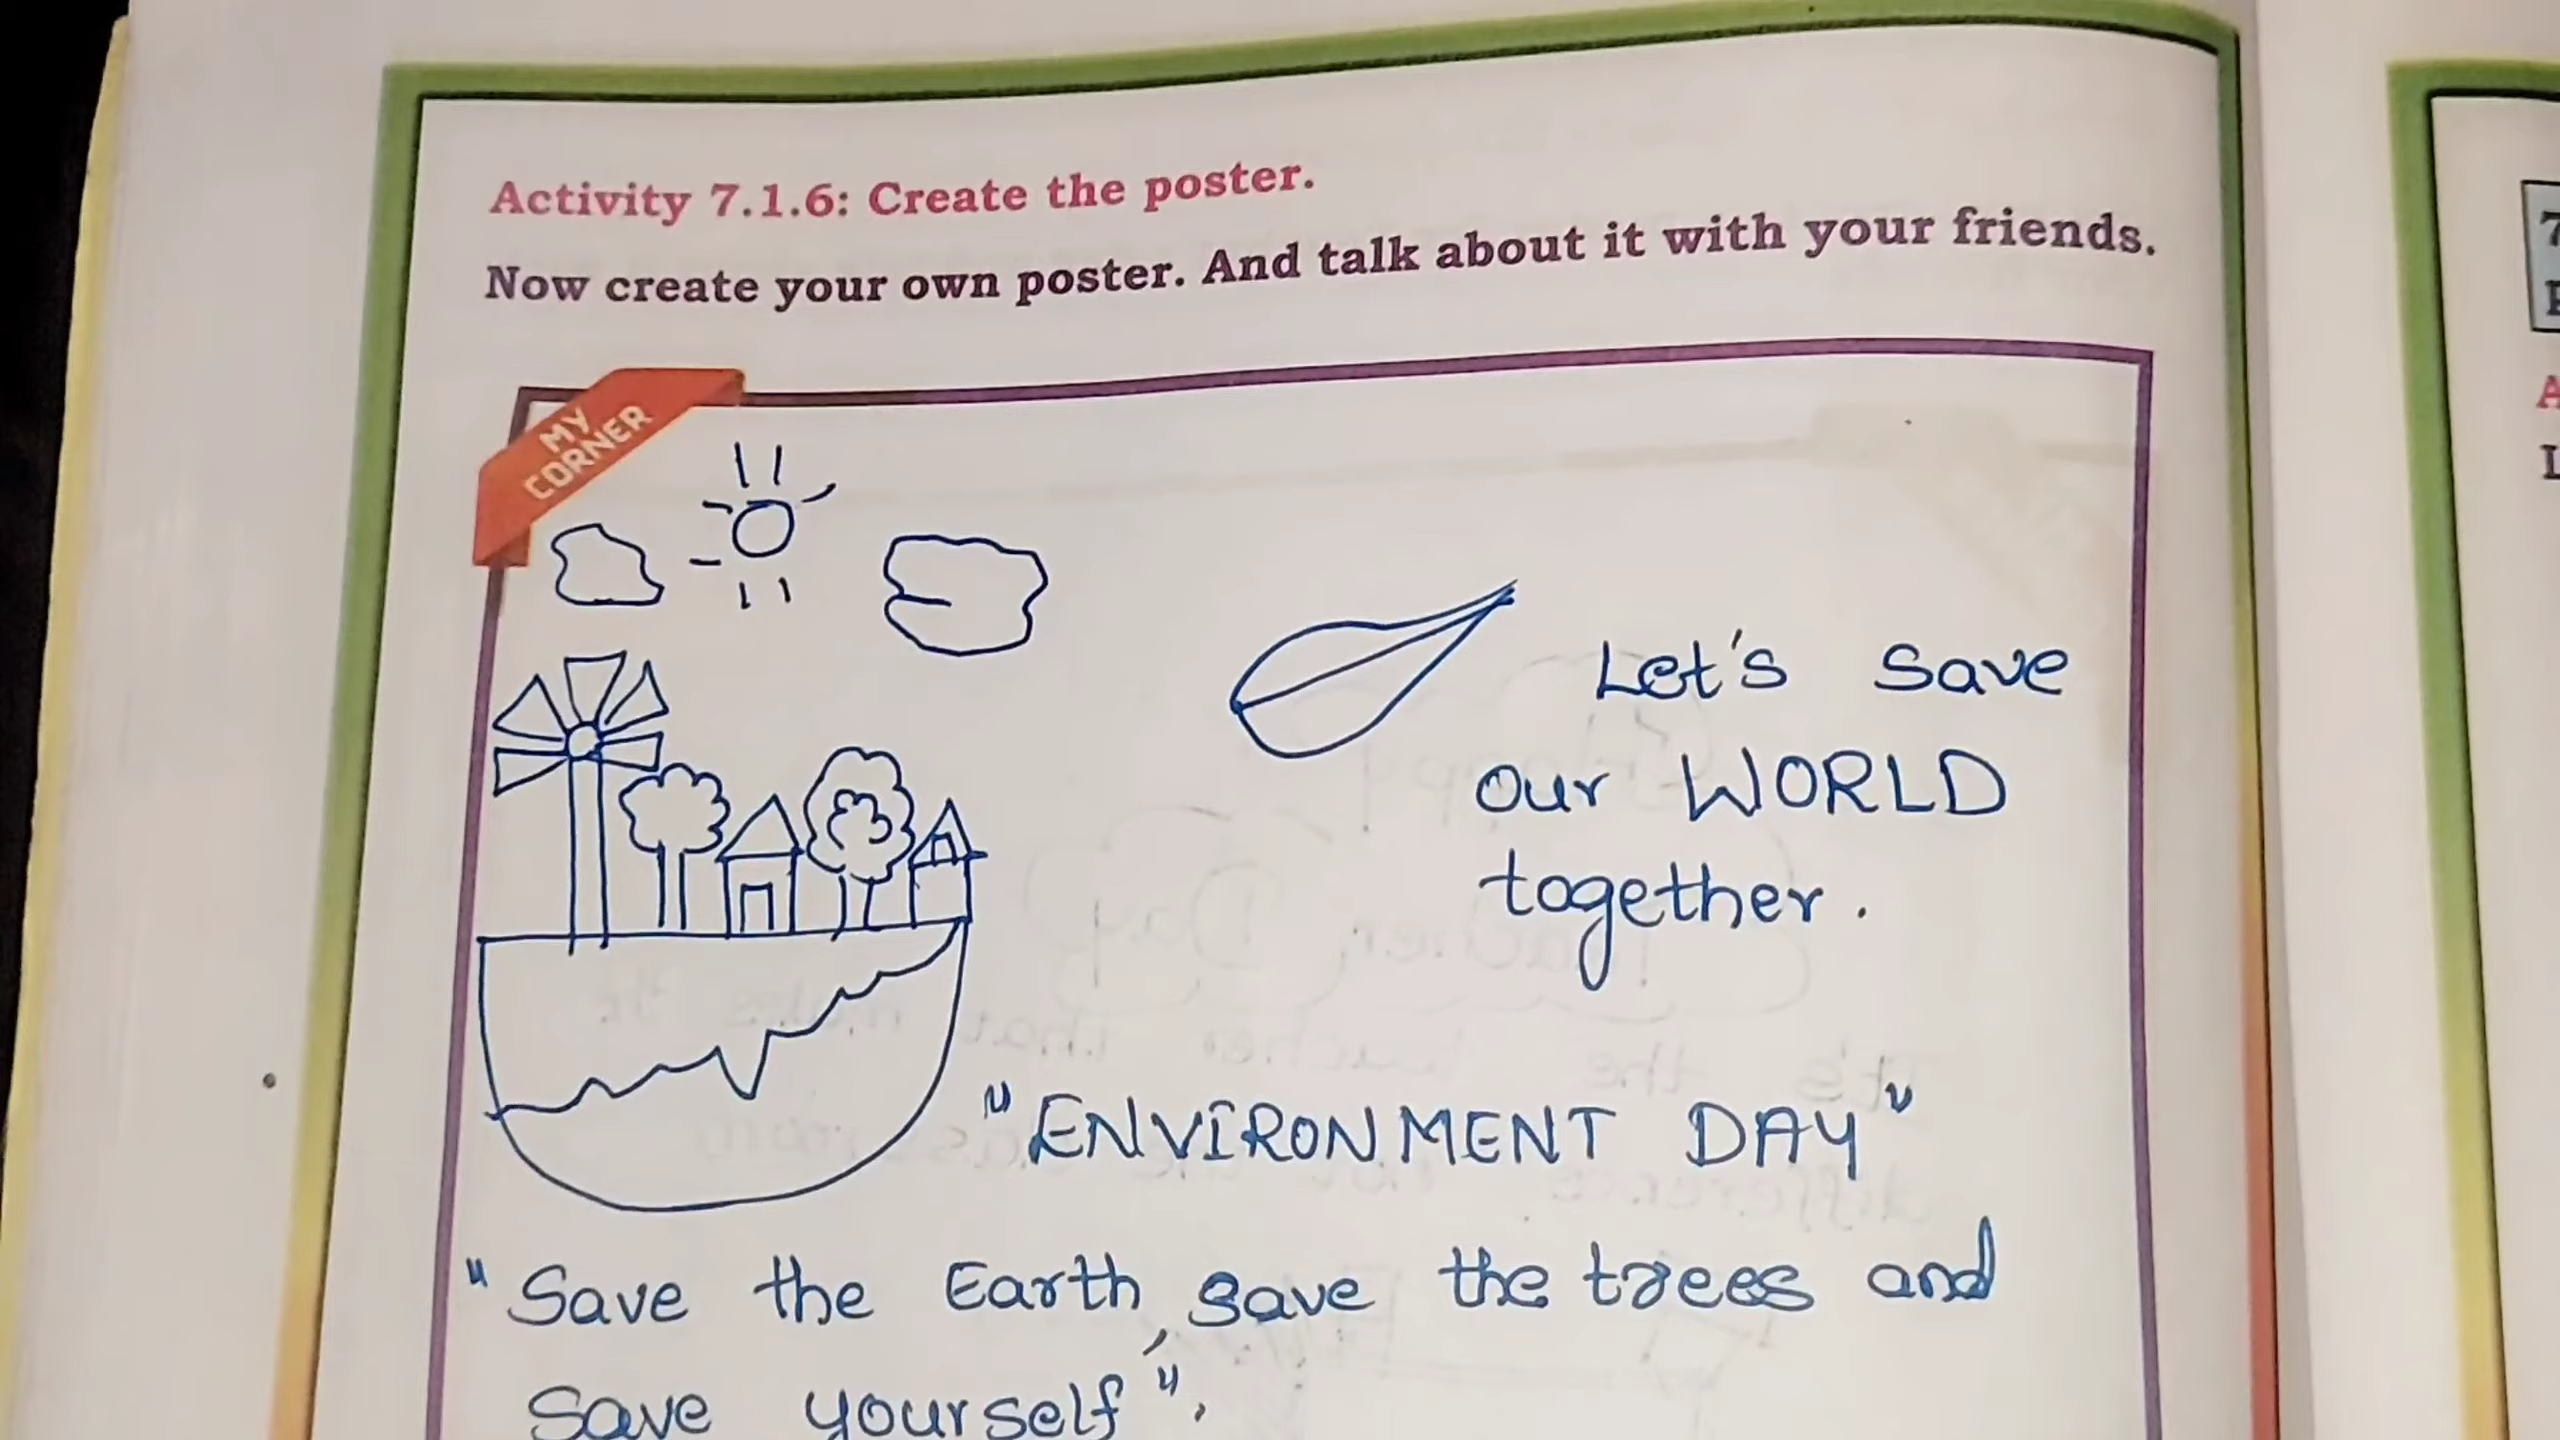 Activity 7.1.6: Create the poster.
Now create your own poster. And talk about it with your friends.
MY
CORNER
Let's save
our WORLD
together.
"ENVIRONMENT DAY"
"Save the Earth, save the trees and
save yourself".